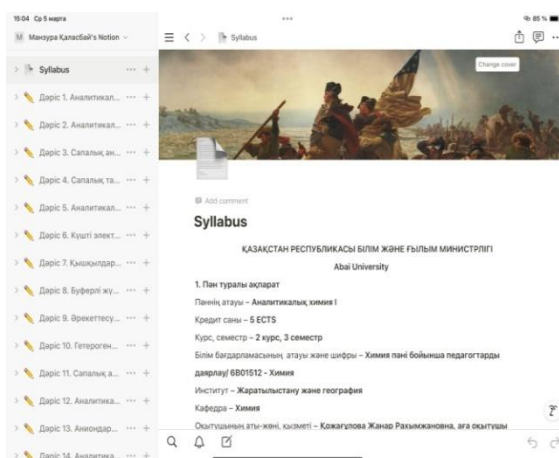 15:04 Ср 5 марта
85 %
Манзура Қаласбай's Notion
Syllabus
Change cover
Syllabus
Дәріс 1. Аналитикал...
Дәріс 2. Аналитикал...
Дәріс 3. Сапалық ан...
Дәріс 4. Сапалық та...
Дәріс 5. Аналитикал...
Дәріс 6. Күшті элект...
Дәріс 7. Қышқылдар...
Дәріс 8. Буферлі жү...
Дәріс 9. Әрекеттесу...
Дәріс 10. Гетероген...
Дәріс 11. Сапалық а...
Дәріс 12. Аналитика...
Дәріс 13. Аниондар...
Дәріс 14. Аналитика...
Add comment
Syllabus
ҚАЗАҚСТАН РЕСПУБЛИКАСЫ БІЛІМ ЖӘНЕ ҒЫЛЫМ МИНИСТРЛІГІ
Abai University
1. Пән туралы ақпарат
Пәннің атауы – Аналитикалық химия I
Кредит саны – 5 ECTS
Курс, семестр – 2 курс, 3 семестр
Білім бағдарламасының атауы және шифры – Химия пәні бойынша педагогтарды
даярлау/ 6B01512 - Химия
Институт – Жаратылыстану және география
Кафедра – Химия
Оқытушының аты-жөні, қызметі – Қожағұлова Жанар Рахымжановна, аға оқытушы